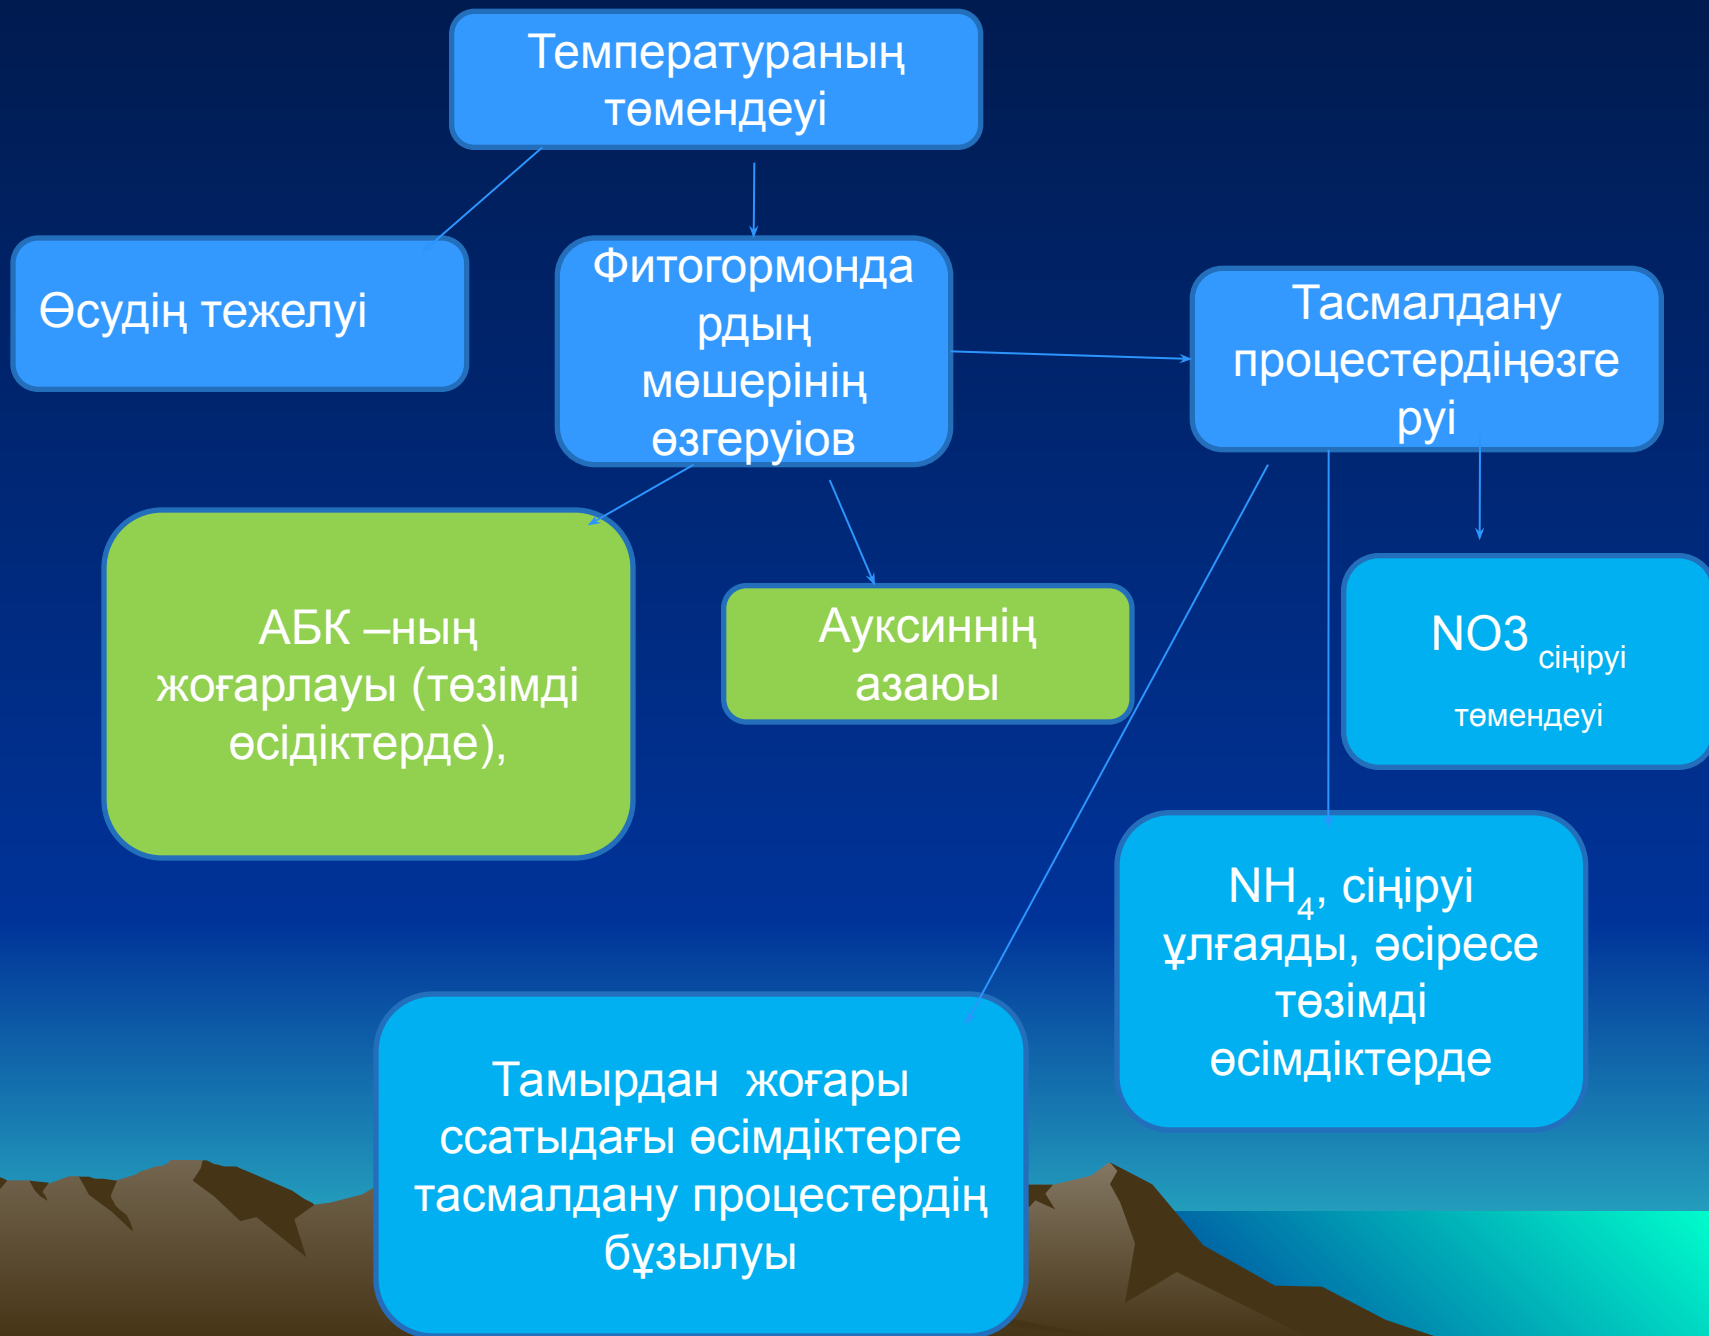 Температураның
төмендеуі
Өсудің тежелуі
Фитогормонда
рдың
мөшерінің
өзгеруіов
Тасмалдану
процестердіңөзге
руі
АБК –ның
жоғарлауы (төзімді
өсідіктерде),
Ауксиннің
азаюы
NO3 сіңіруі
төмендеуі
NH4, сіңіруі
ұлғаяды, әсіресе
төзімді
өсімдіктерде
Тамырдан жоғары
ссатыдағы өсімдіктерге
тасмалдану процестердің
бұзылуы